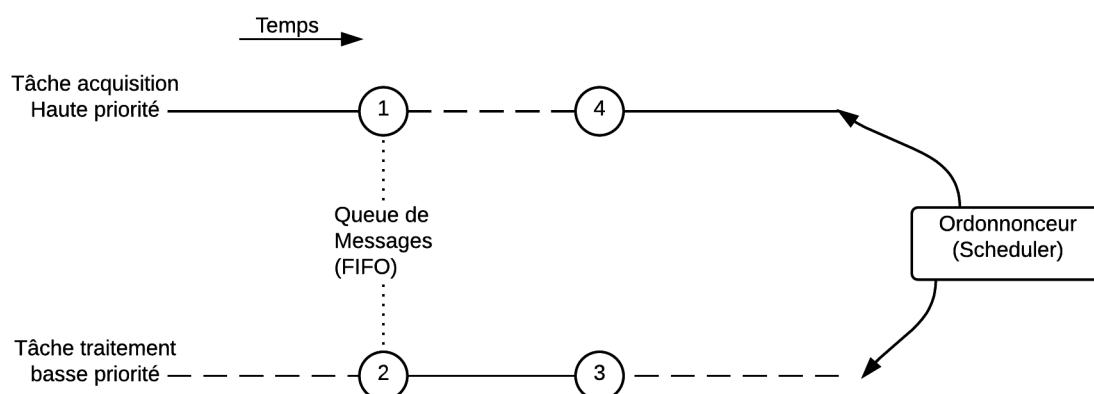 Temps
Tâche acquisition
Haute priorité
1
4
Queue de
Messages
(FIFO)
Ordonnonceur
(Scheduler)
Tâche traitement
basse priorité
2
3